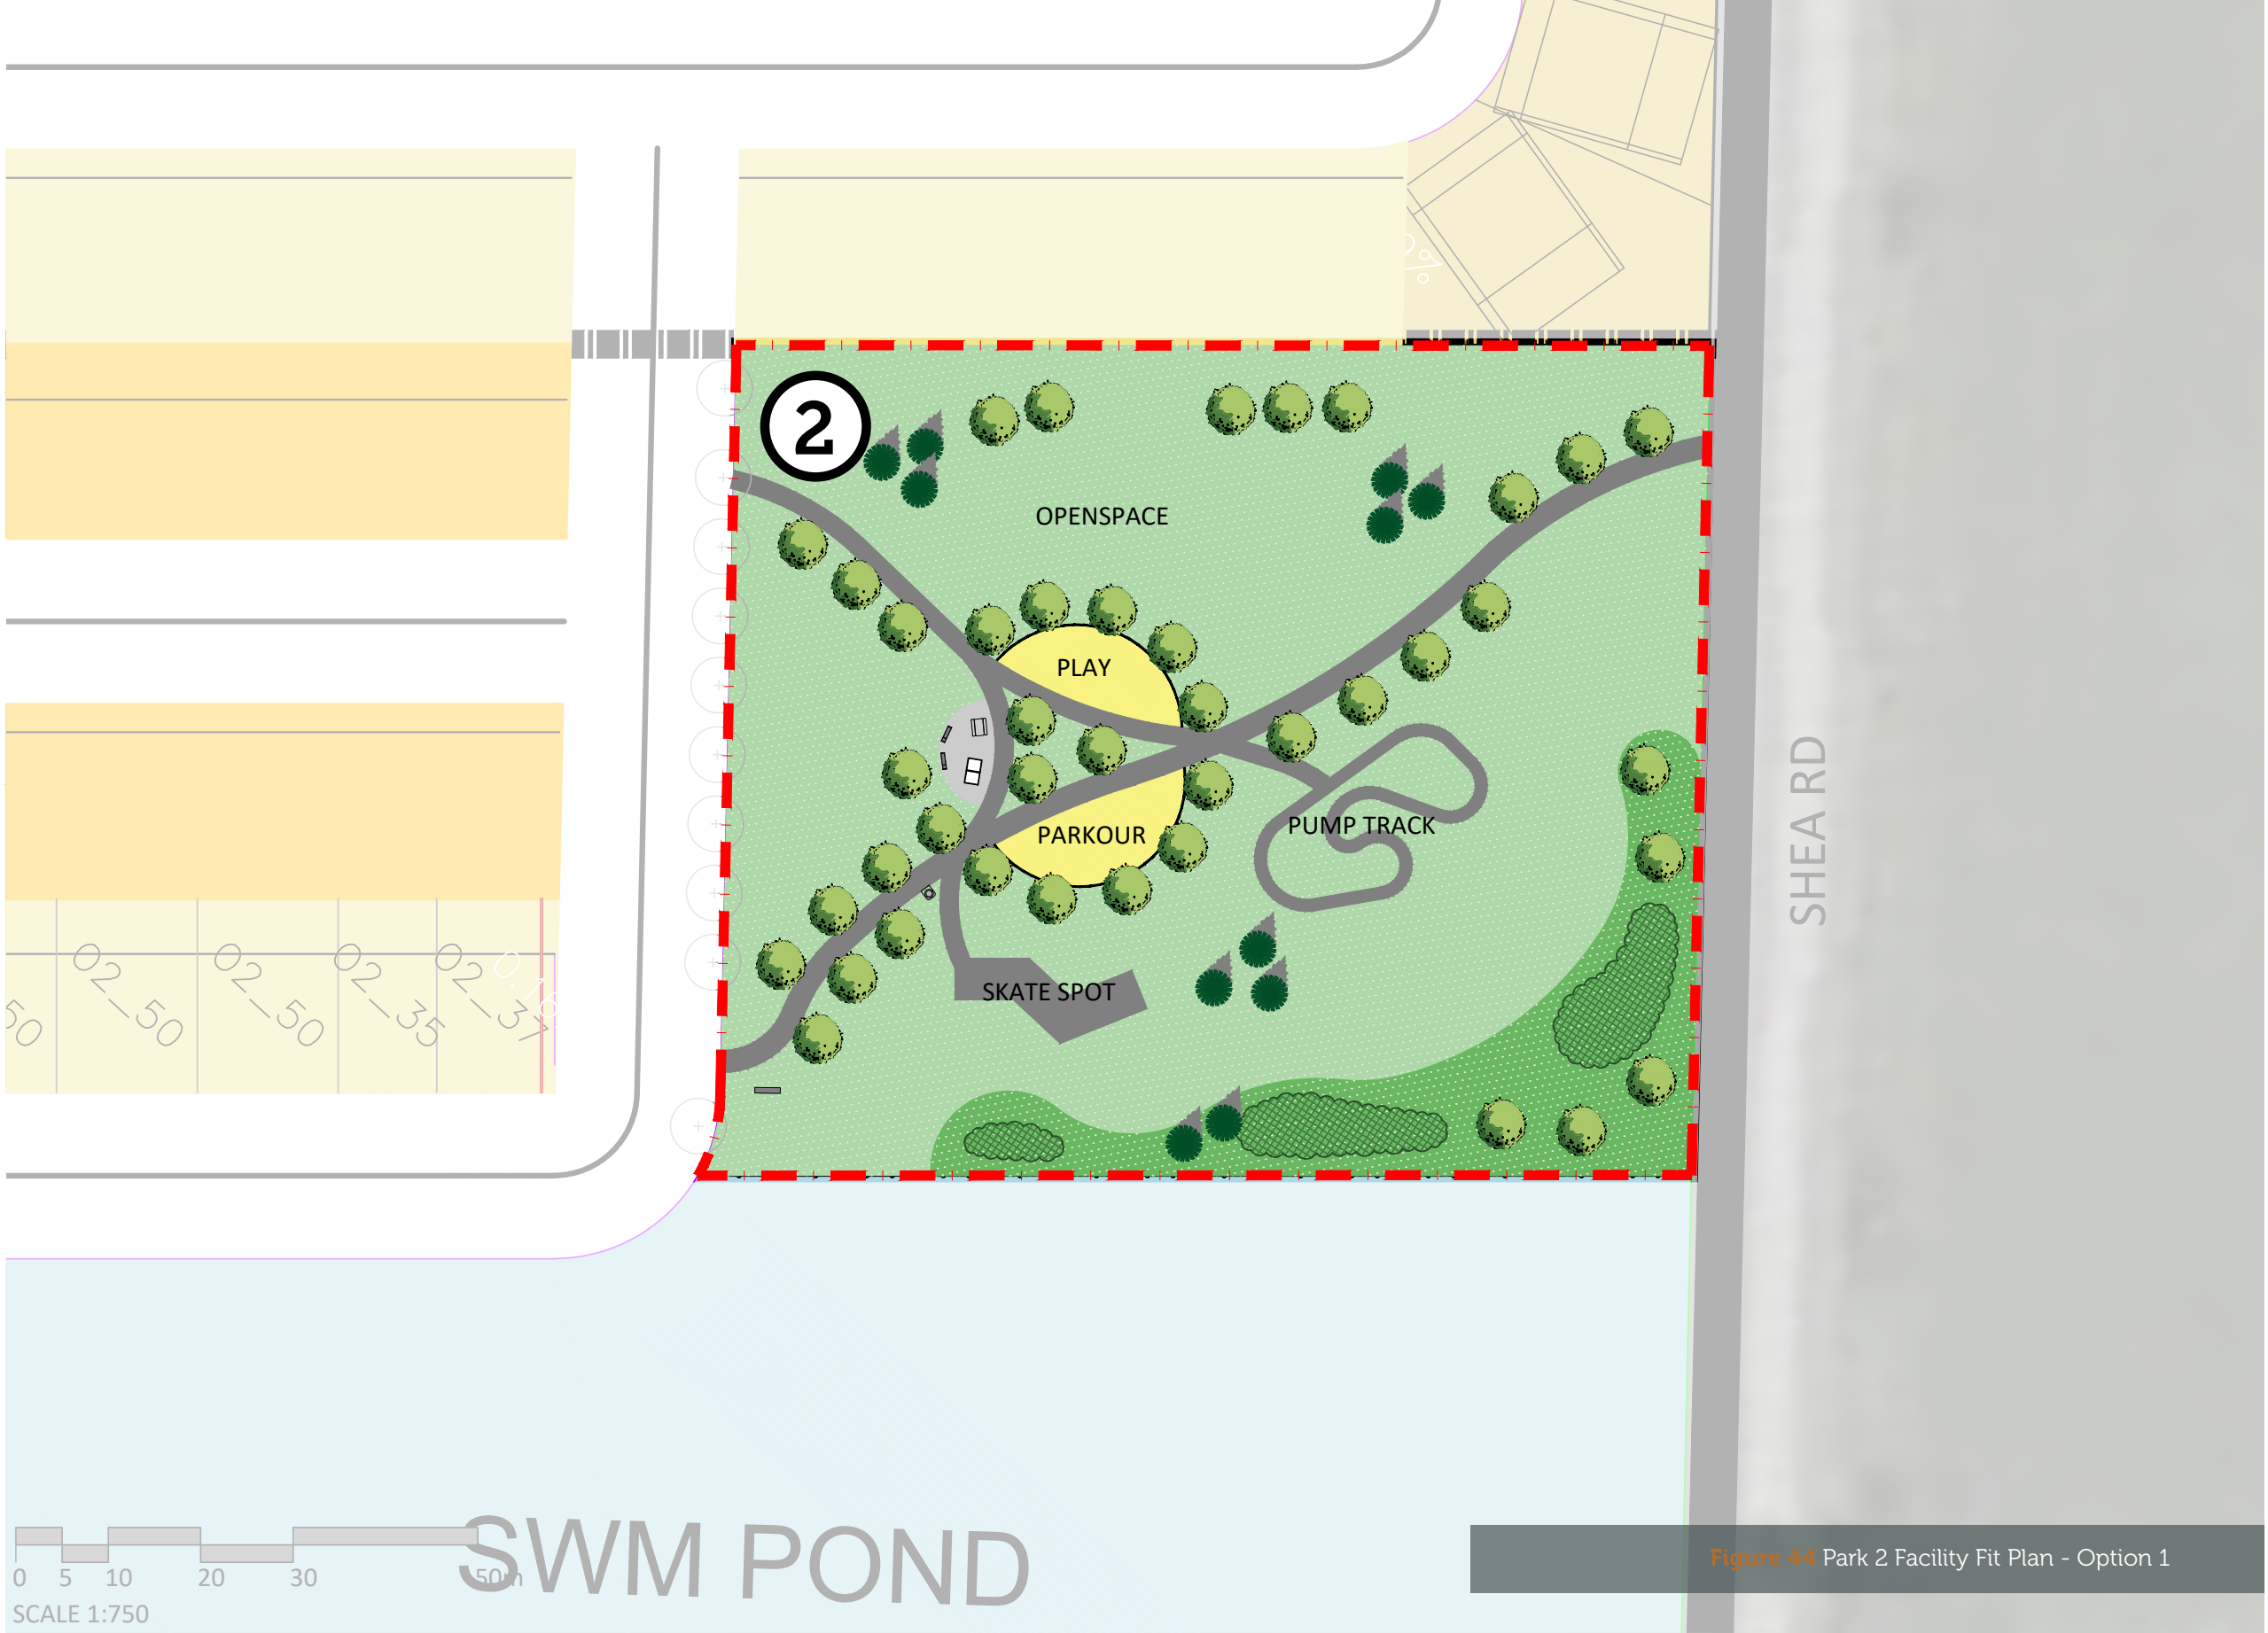 2
OPENSPACE
PLAY
PARKOUR
PUMP TRACK
SKATE SPOT
SHEA RD
50
02_50
02_50
02_35
02_37
SWM POND
0 5 10 20 30 50m
SCALE 1:750
Figure 44 Park 2 Facility Fit Plan - Option 1